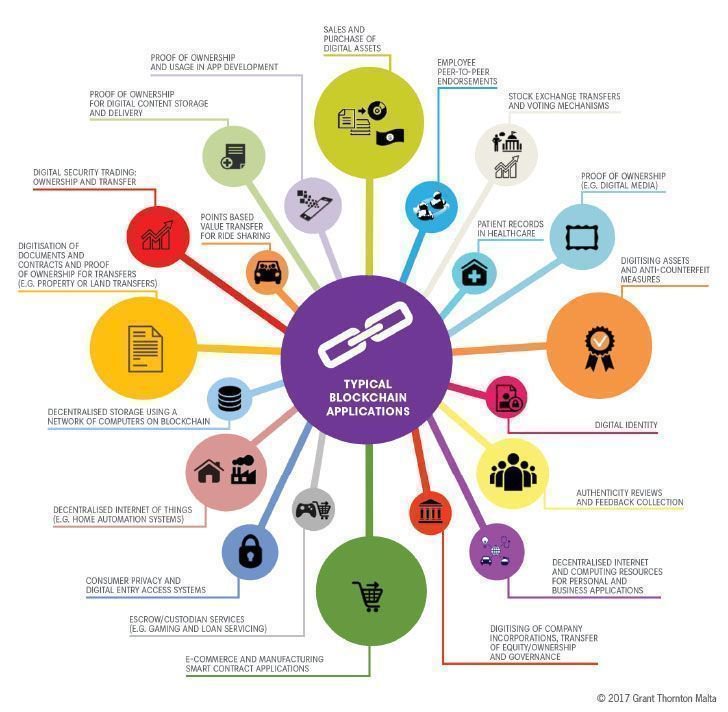 SALES AND
PURCHASE OF
DIGITAL ASSETS
PROOF OF OWNERSHIP
AND USAGE IN APP DEVELOPMENT
EMPLOYEE
PEER-TO-PEER
ENDORSEMENTS
PROOF OF OWNERSHIP
FOR DIGITAL CONTENT STORAGE
AND DELIVERY
STOCK EXCHANGE TRANSFERS
AND VOTING MECHANISMS
DIGITAL SECURITY TRADING:
OWNERSHIP AND TRANSFER
PROOF OF OWNERSHIP
(E.G. DIGITAL MEDIA)
POINTS BASED
VALUE TRANSFER
FOR RIDE SHARING
PATIENT RECORDS
IN HEALTHCARE
DIGITISATION OF
DOCUMENTS AND
CONTRACTS AND PROOF
OF OWNERSHIP FOR TRANSFERS
(E.G. PROPERTY OR LAND TRANSFERS)
DIGITISING ASSETS
AND ANTI-COUNTERFEIT
MEASURES
TYPICAL
BLOCKCHAIN
APPLICATIONS
DECENTRALISED STORAGE USING A
NETWORK OF COMPUTERS ON BLOCKCHAIN
DIGITAL IDENTITY
DECENTRALISED INTERNET OF THINGS
(E.G. HOME AUTOMATION SYSTEMS)
AUTHENTICITY REVIEWS
AND FEEDBACK COLLECTION
CONSUMER PRIVACY AND
DIGITAL ENTRY ACCESS SYSTEMS
DECENTRALISED INTERNET
AND COMPUTING RESOURCES
FOR PERSONAL AND
BUSINESS APPLICATIONS
ESCROW/CUSTODIAN SERVICES
(E.G. GAMING AND LOAN SERVICING)
DIGITISING OF COMPANY
INCORPORATIONS, TRANSFER
OF EQUITY/OWNERSHIP
AND GOVERNANCE
E-COMMERCE AND MANUFACTURING
SMART CONTRACT APPLICATIONS
© 2017 Grant Thornton Malta